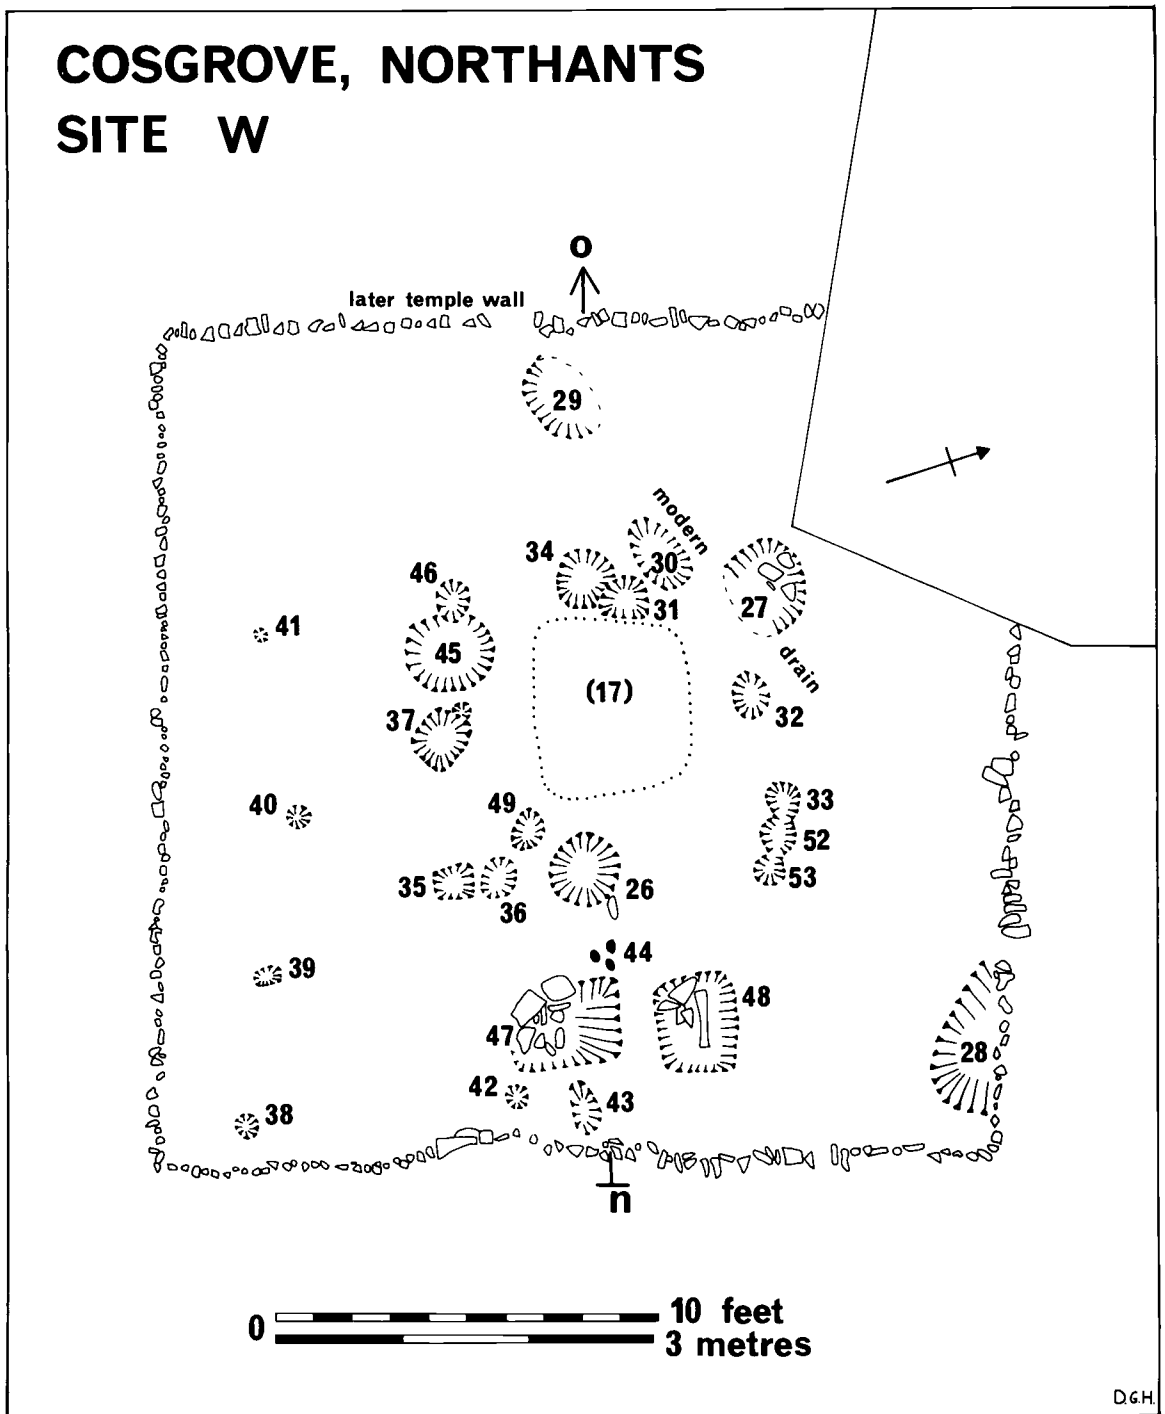 COSGROVE, NORTHANTS
SITE W
O
later temple wall
29
modern
34
30
46
31
27
41
45
drain
(17)
37
32
49
33
40
52
35
26
53
36
44
39
48
47
28
42
43
38
n
0
10 feet
3 metres
D.G.H.